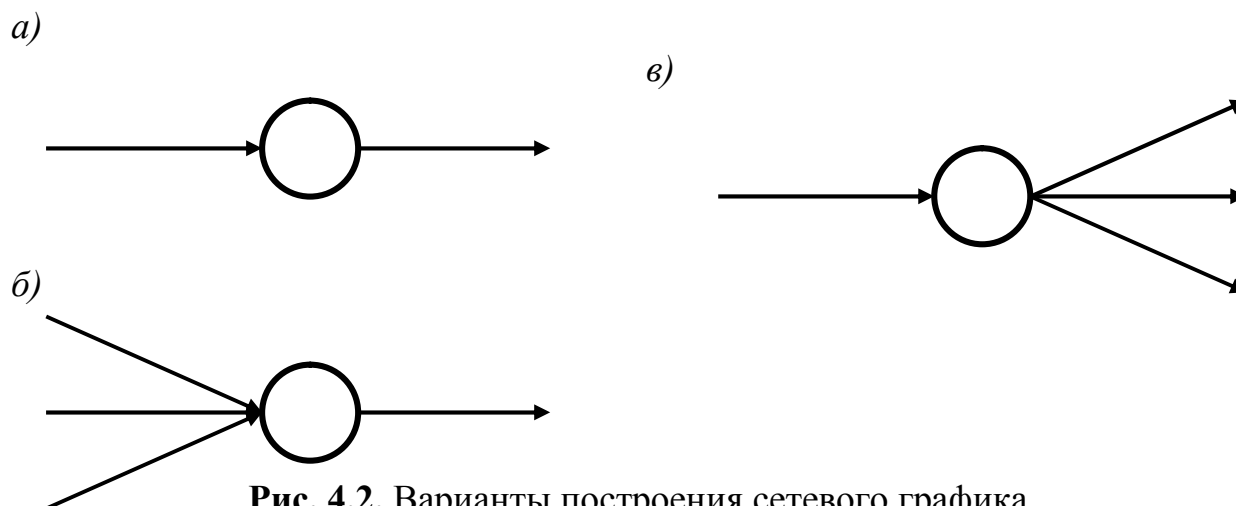 а)
в)
б)
Рис. 4.2. Варианты построения сетевого графика